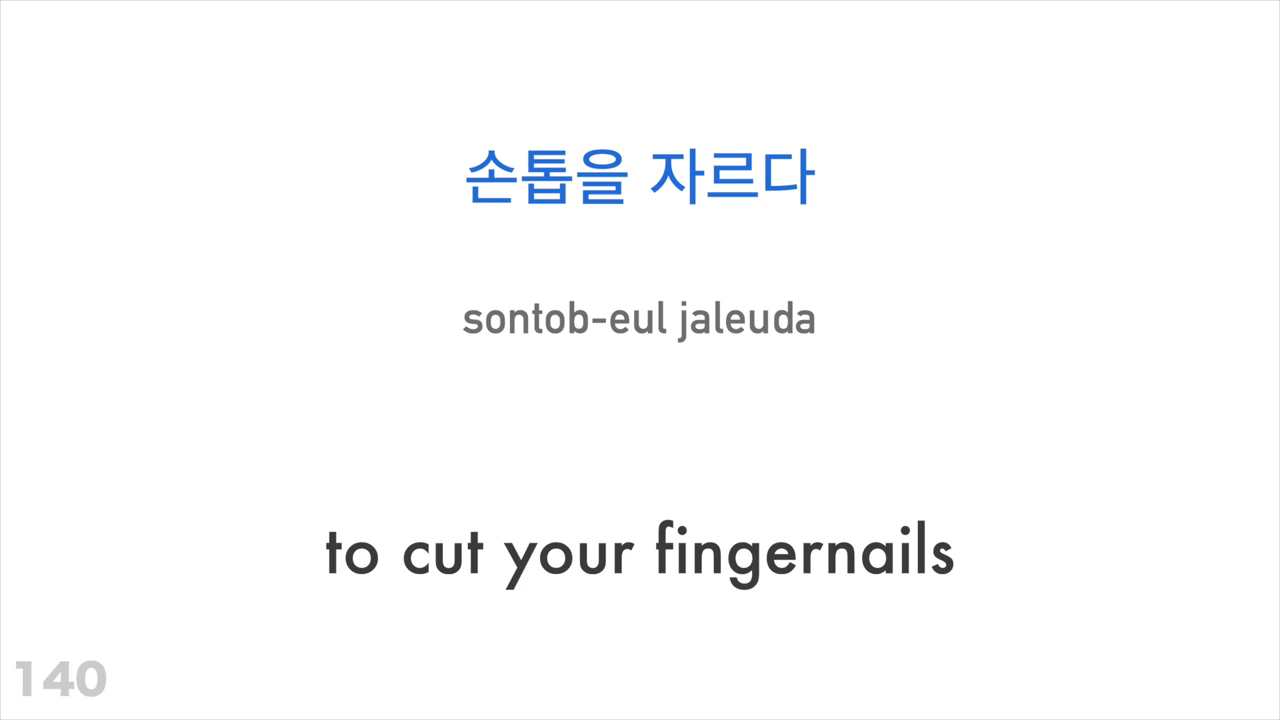 손톱을 자르다
sontob-eul jaleuda
to cut your fingernails
140